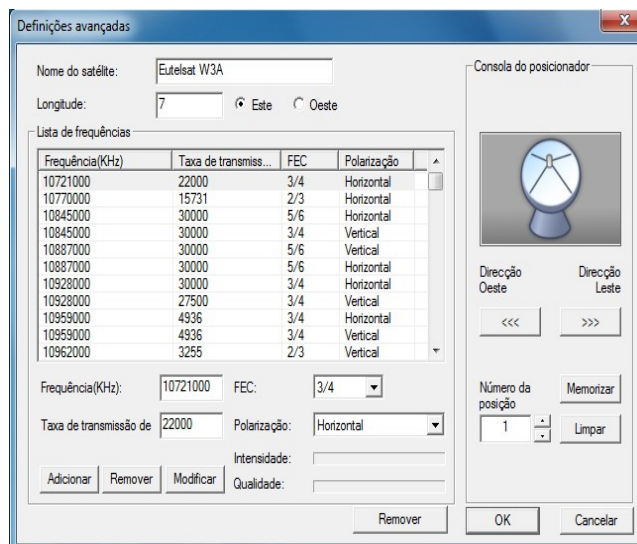 Definições avançadas
Nome do satélite: Eutelsat W3A
Longitude: 7 Este Oeste
Lista de frequências
Frequência(KHz) Taxa de transmiss... FEC Polarização
10721000 22000 3/4 Horizontal
10770000 15731 2/3 Horizontal
10845000 30000 5/6 Horizontal
10845000 30000 3/4 Vertical
10887000 30000 5/6 Vertical
10887000 30000 5/6 Horizontal
10928000 30000 3/4 Horizontal
10928000 27500 3/4 Vertical
10959000 4936 3/4 Horizontal
10959000 4936 3/4 Vertical
10962000 3255 2/3 Vertical
Frequência(KHz): 10721000 FEC: 3/4
Taxa de transmissão de 22000 Polarização: Horizontal
Intensidade:
Adicionar Remover Modificar Qualidade:
Remover
Consola do posicionador
Direcção Oeste
Direcção Leste
<<< >>>
Número da posição
1
Memorizar
Limpar
OK Cancelar